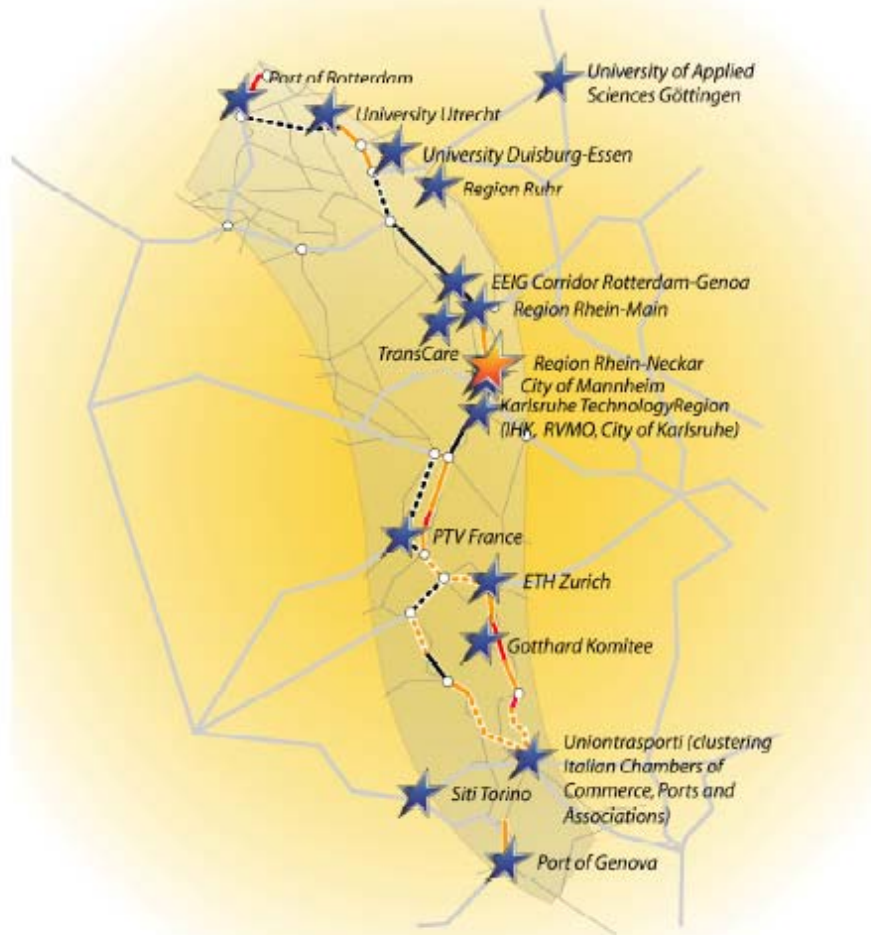 Port of Rotterdam
University of Applied
Sciences Göttingen
University Utrecht
University Duisburg-Essen
Region Ruhr
EEIG Corridor Rotterdam-Genoa
Region Rhein-Main
TransCare
Region Rhein-Neckar
City of Mannheim
Karlsruhe TechnologyRegion
(IHK, RVMO, City of Karlsruhe)
PTV France
ETH Zurich
Gotthard Komitee
Uniontrasporti (clustering
Italian Chambers of
Commerce, Ports and
Associations)
Siti Torino
Port of Genova